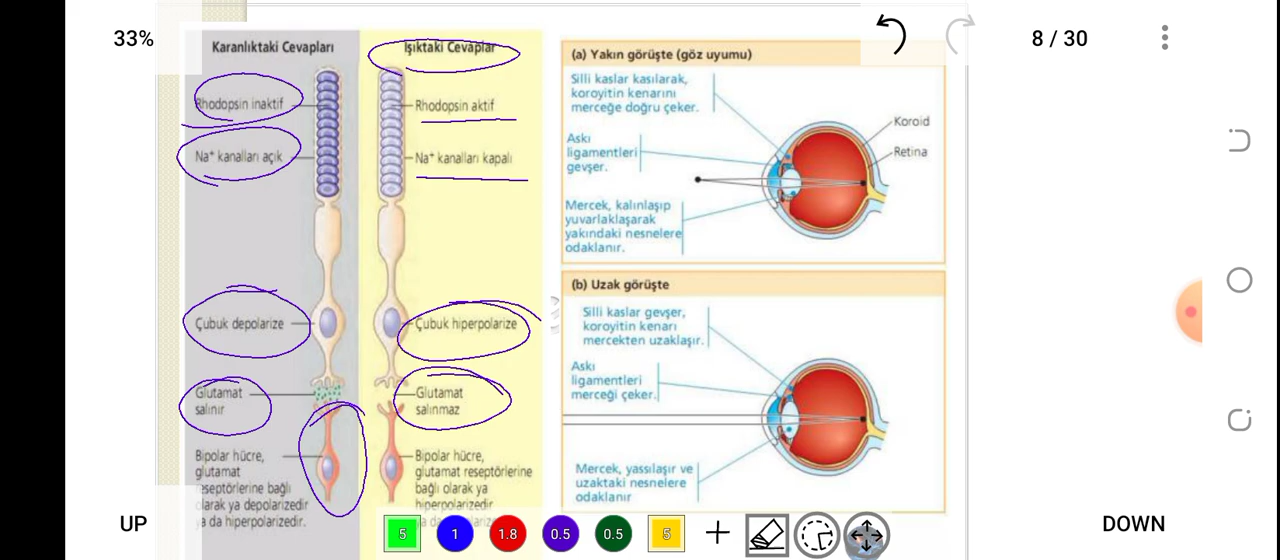 33%
8 / 30
Karanlıktaki Cevapları
Işıktaki Cevaplar
Rhodopsin inaktif
Rhodopsin aktif
Na⁺ kanalları açık
Na⁺ kanalları kapalı
Çubuk depolarize
Çubuk hiperpolarize
Glutamat
salınır
Glutamat
salınmaz
Bipolar hücre,
glutamat
reseptörlerine bağlı
olarak ya depolarizedir
ya da hiperpolarizedir.
Bipolar hücre,
glutamat reseptörlerine
bağlı olarak ya
hiperpolarizedir
(a) Yakın görüşte (göz uyumu)
Silli kaslar kasılarak,
koroyitin kenarını
merceğe doğru çeker.
Askı
ligamentleri
gevşer.
Mercek, kalınlaşıp
yuvarlaklaşarak
yakındaki nesnelere
odaklanır.
Koroid
Retina
(b) Uzak görüşte
Silli kaslar gevşer,
koroyitin kenarı
mercekten uzaklaşır.
Askı
ligamentleri
merceği çeker.
Mercek, yassılaşır ve
uzaktaki nesnelere
odaklanır
UP
5
1
1.8
0.5
0.5
5
DOWN